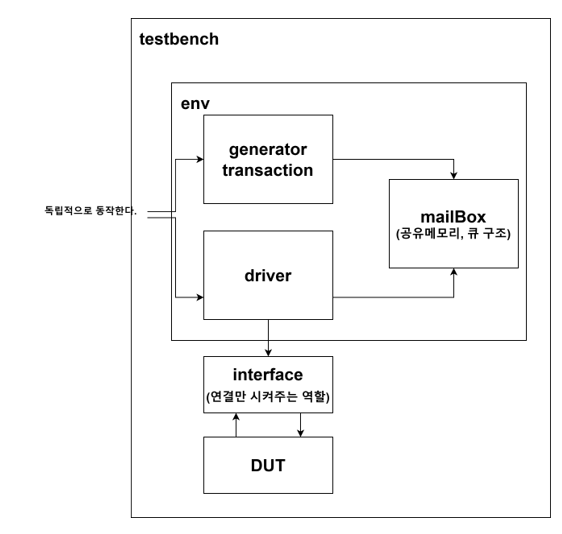 testbench
env
generator
transaction
독립적으로 동작한다.
mailBox
(공유메모리, 큐 구조)
driver
interface
(연결만 시켜주는 역할)
DUT